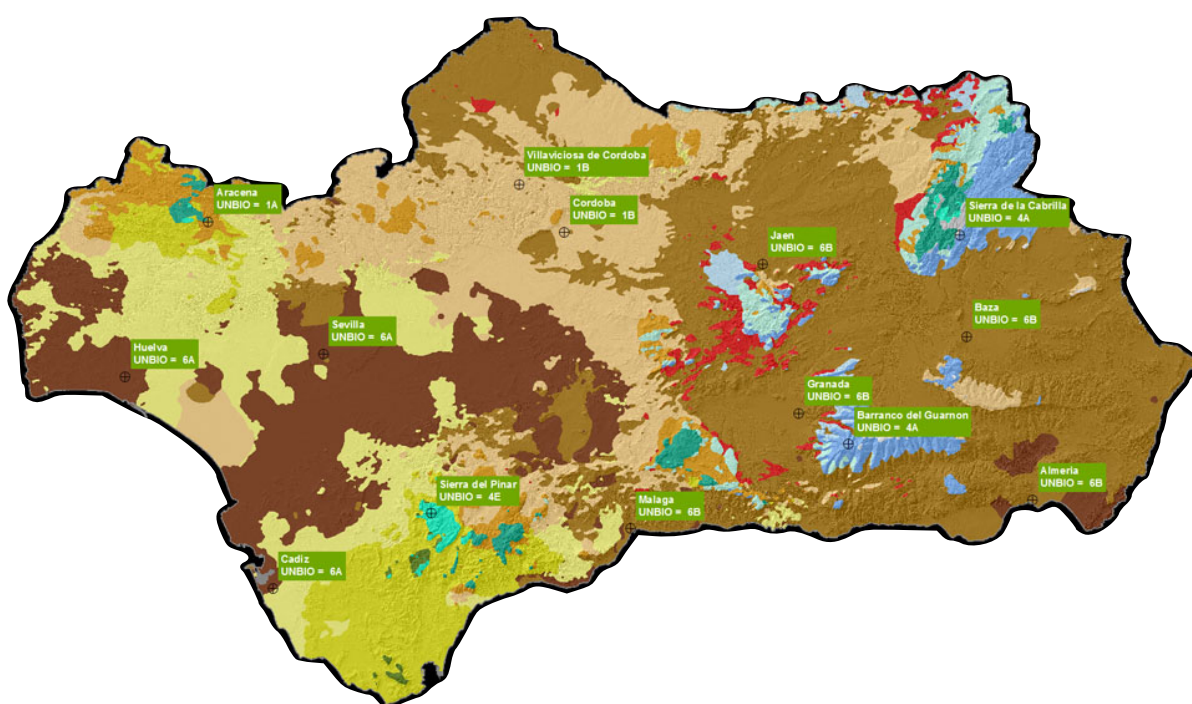 Villaviciosa de Cordoba
UNBIO = 1B
Aracena
UNBIO = 1A
Cordoba
UNBIO = 1B
Sierra de la Cabrilla
UNBIO = 4A
Jaen
UNBIO = 6B
Baza
UNBIO = 6B
Sevilla
UNBIO = 6A
Huelva
UNBIO = 6A
Granada
UNBIO = 6B
Barranco del Guarnon
UNBIO = 4A
Almeria
UNBIO = 6B
Sierra del Pinar
UNBIO = 4E
Malaga
UNBIO = 6B
Cadiz
UNBIO = 6A